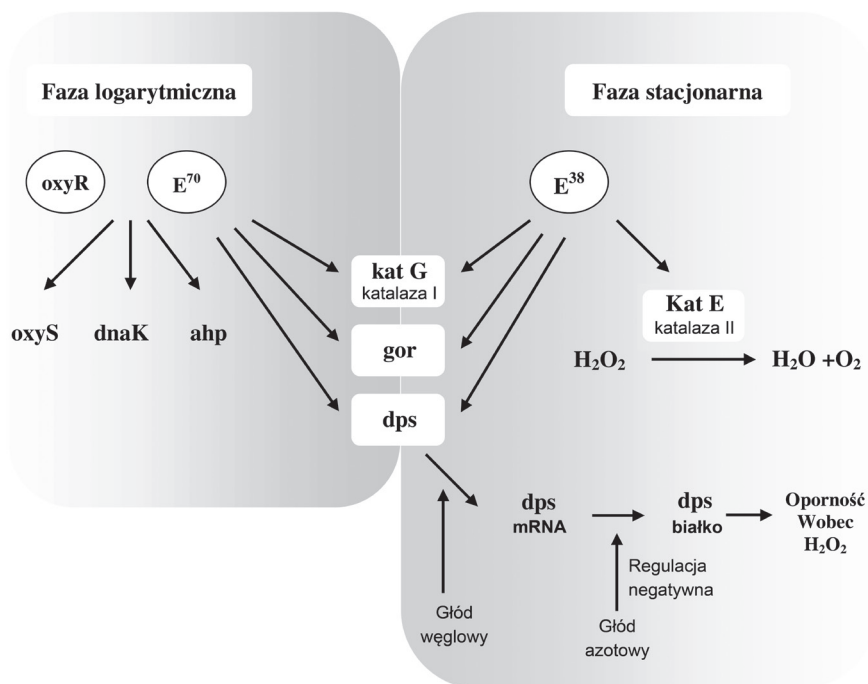 Faza logarytmiczna
Faza stacjonarna
oxyR
E⁷⁰
E³⁸
kat G
katalaza I
Kat E
katalaza II
oxyS
dnaK
ahp
gor
H₂O₂
H₂O +O₂
dps
dps
mRNA
dps
białko
Oporność
Wobec
H₂O₂
Regulacja
negatywna
Głód
węglowy
Głód
azotowy